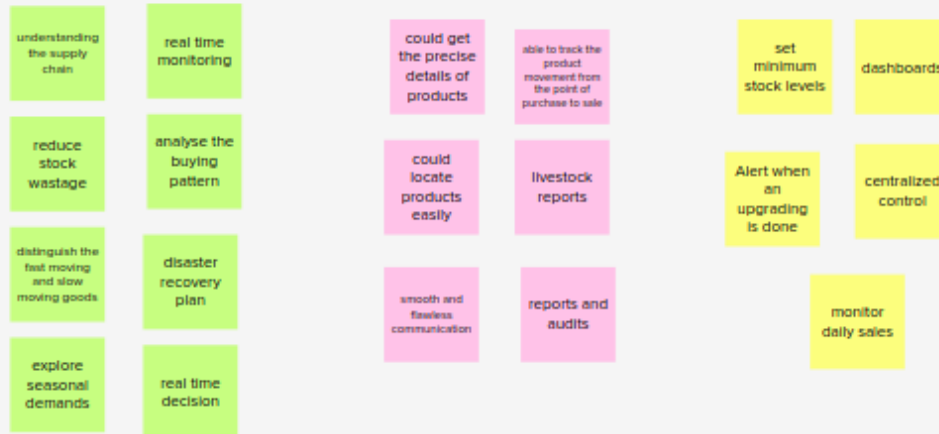 understanding
the supply
chain
real time
monitoring
reduce
stock
wastage
analyse the
buying
pattern
distinguish the
fast moving
and slow
moving goods
disaster
recovery
plan
explore
seasonal
demands
real time
decision
could get
the precise
details of
products
able to track the
product
movement from
the point of
purchase to sale
could
locate
products
easily
livestock
reports
smooth and
flawless
communication
reports and
audits
set
minimum
stock levels
dashboards
Alert when
an
upgrading
is done
centralized
control
monitor
daily sales